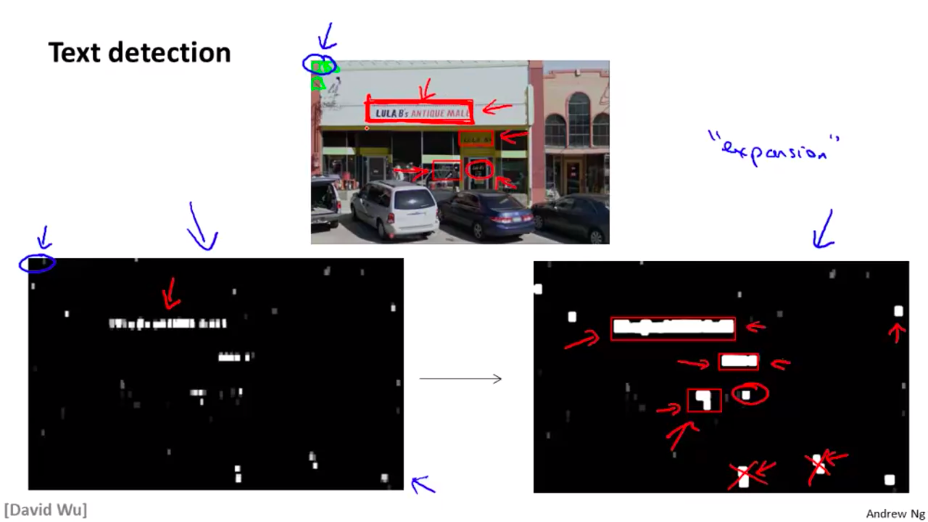 Text detection
LULA B's ANTIQUE MALL
"expansion"
[David Wu]
Andrew Ng